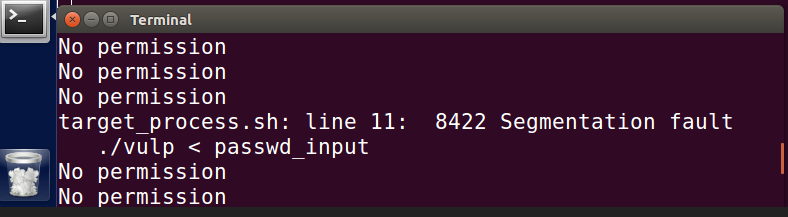 Terminal
No permission
No permission
No permission
target_process.sh: line 11:  8422 Segmentation fault
   ./vulp < passwd_input
No permission
No permission